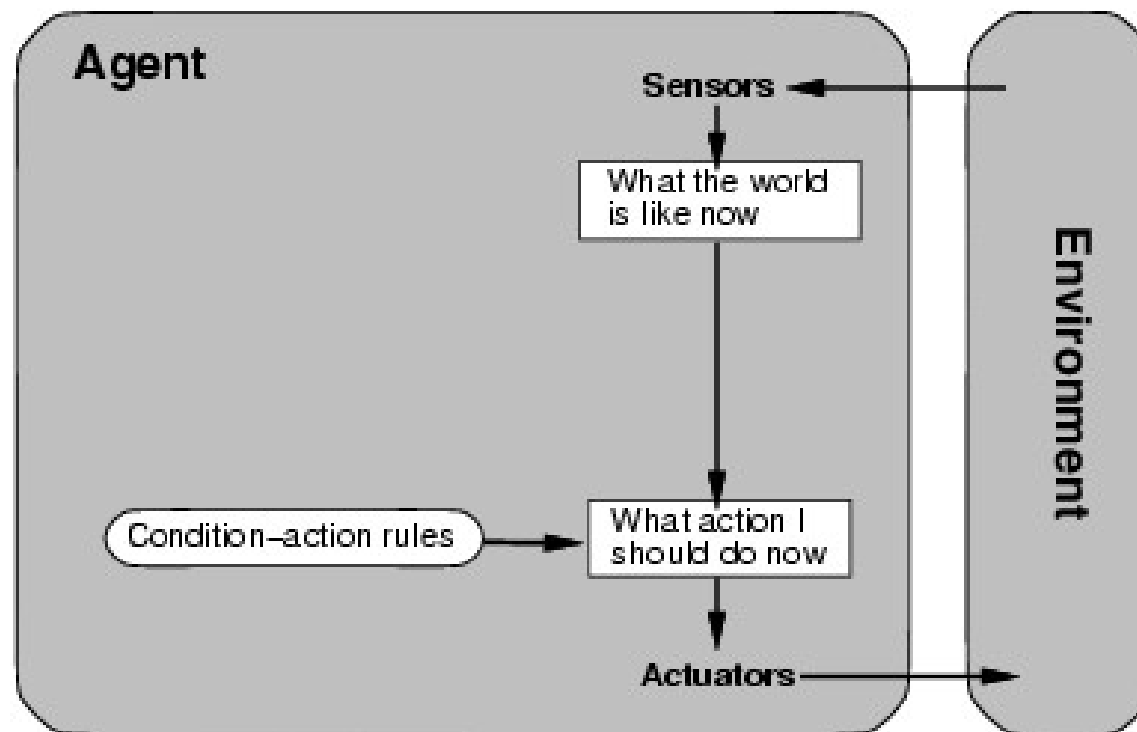 Agent
Sensors
What the world
is like now
Environment
Condition–action rules
What action I
should do now
Actuators